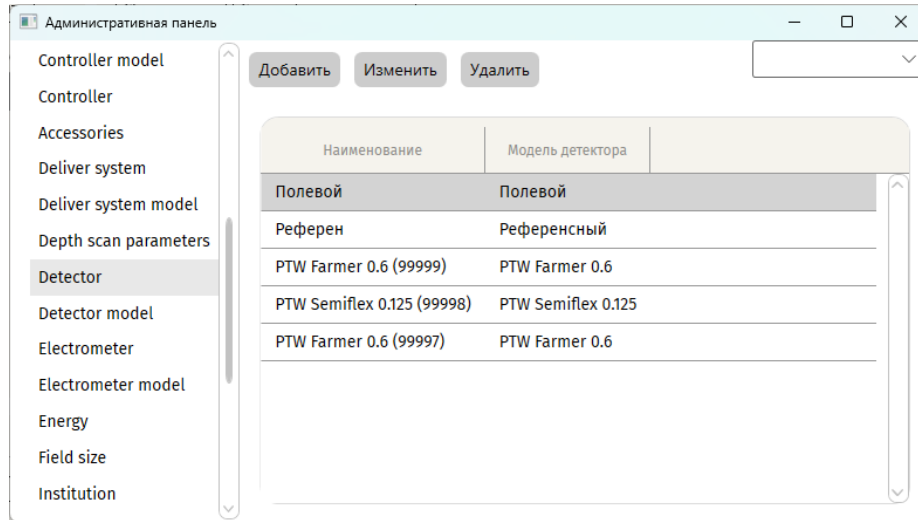 Административная панель
Controller model
Controller
Accessories
Deliver system
Deliver system model
Depth scan parameters
Detector
Detector model
Electrometer
Electrometer model
Energy
Field size
Institution
Добавить Изменить Удалить
Наименование Модель детектора
Полевой Полевой
Референ Референсный
PTW Farmer 0.6 (99999) PTW Farmer 0.6
PTW Semiflex 0.125 (99998) PTW Semiflex 0.125
PTW Farmer 0.6 (99997) PTW Farmer 0.6